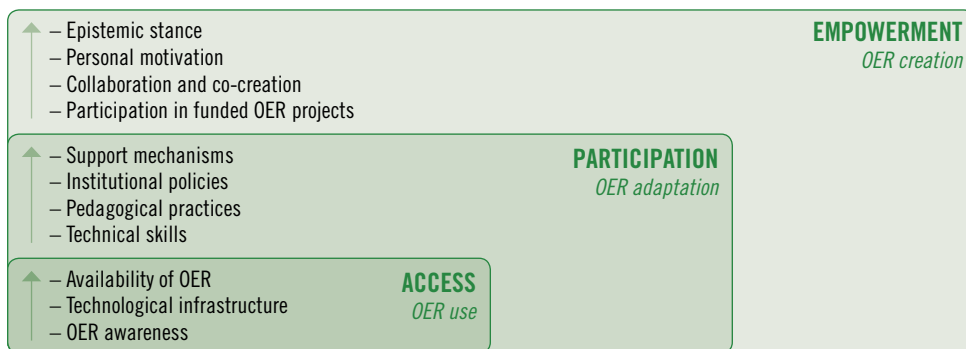 – Epistemic stance
– Personal motivation
– Collaboration and co-creation
– Participation in funded OER projects
EMPOWERMENT
OER creation
– Support mechanisms
– Institutional policies
– Pedagogical practices
– Technical skills
PARTICIPATION
OER adaptation
– Availability of OER
– Technological infrastructure
– OER awareness
ACCESS
OER use